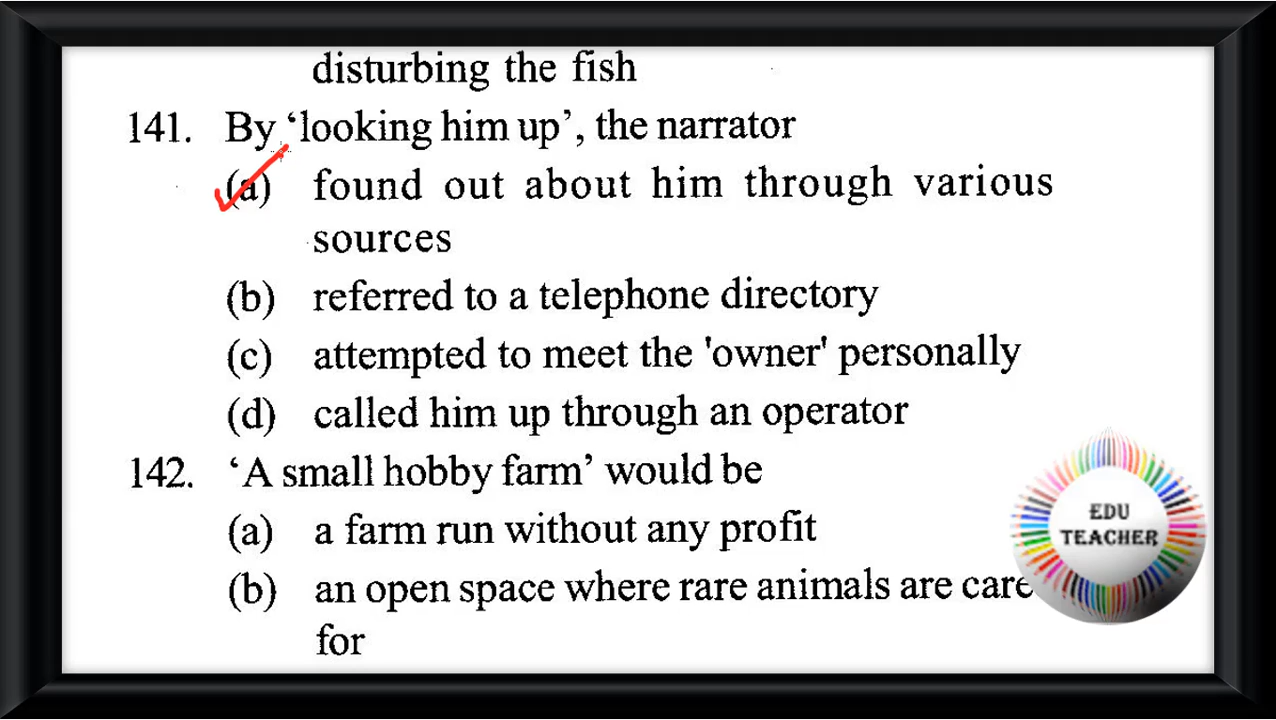 disturbing the fish
141. By ‘looking him up’, the narrator
(a) found out about him through various
sources
(b) referred to a telephone directory
(c) attempted to meet the 'owner' personally
(d) called him up through an operator
142. ‘A small hobby farm’ would be
(a) a farm run without any profit
(b) an open space where rare animals are care
for
EDU
TEACHER